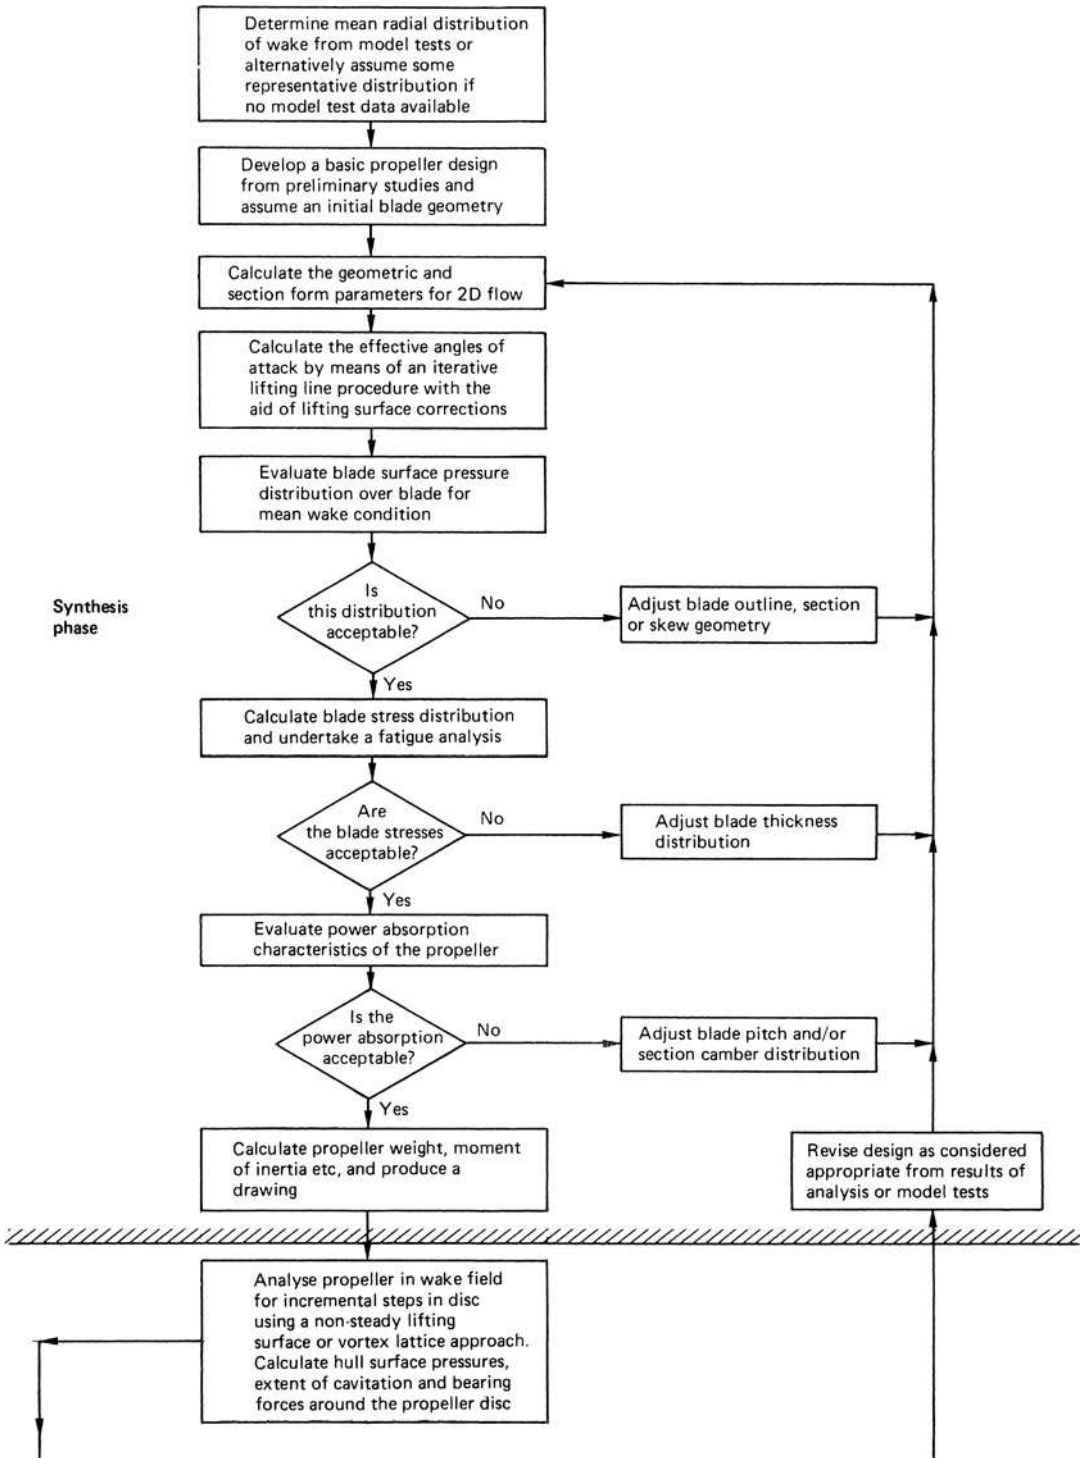 Determine mean radial distribution
of wake from model tests or
alternatively assume some
representative distribution if
no model test data available
Develop a basic propeller design
from preliminary studies and
assume an initial blade geometry
Calculate the geometric and
section form parameters for 2D flow
Calculate the effective angles of
attack by means of an iterative
lifting line procedure with the
aid of lifting surface corrections
Evaluate blade surface pressure
distribution over blade for
mean wake condition
Synthesis
phase
Is
this distribution
acceptable?
No
Adjust blade outline, section
or skew geometry
Yes
Calculate blade stress distribution
and undertake a fatigue analysis
Are
the blade stresses
acceptable?
No
Adjust blade thickness
distribution
Yes
Evaluate power absorption
characteristics of the propeller
Is the
power absorption
acceptable?
No
Adjust blade pitch and/or
section camber distribution
Yes
Calculate propeller weight, moment
of inertia etc, and produce a
drawing
Revise design as considered
appropriate from results of
analysis or model tests
Analyse propeller in wake field
for incremental steps in disc
using a non-steady lifting
surface or vortex lattice approach.
Calculate hull surface pressures,
extent of cavitation and bearing
forces around the propeller disc